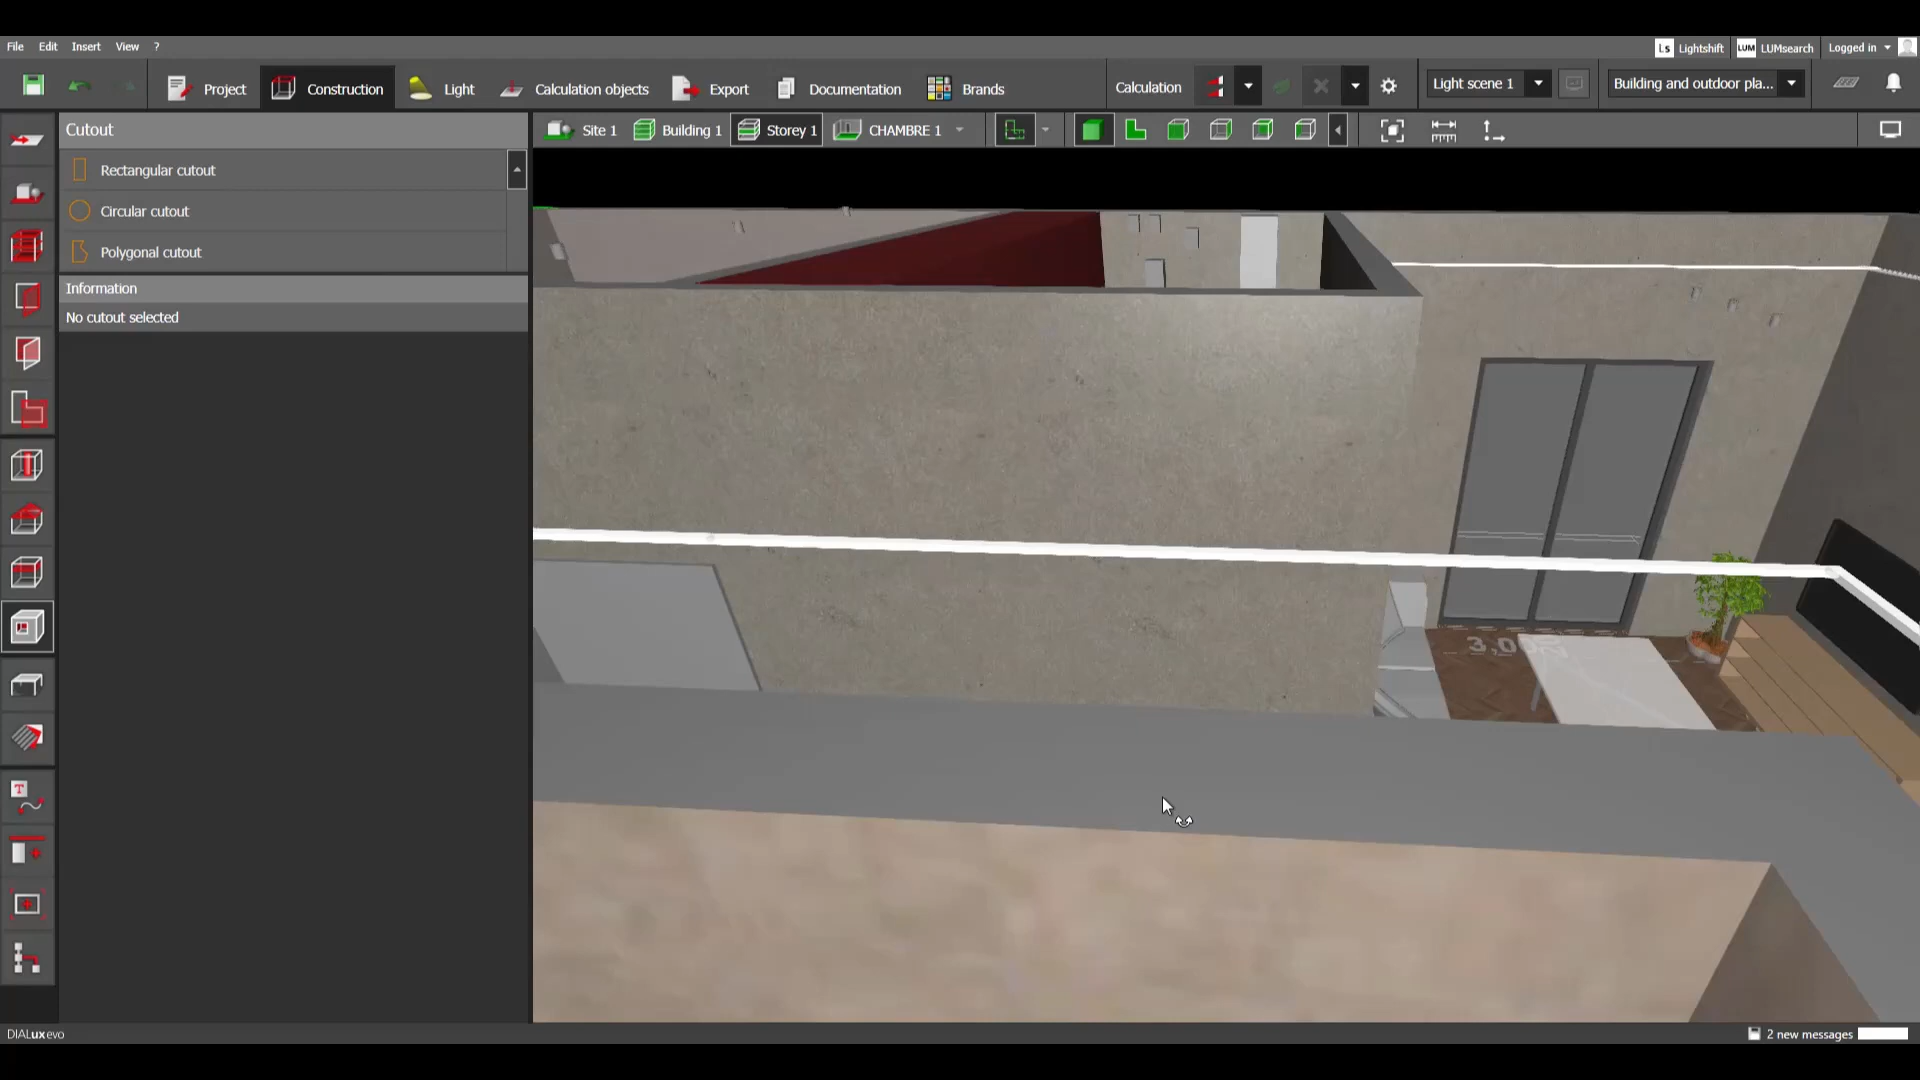 File Edit Insert View ?
Ls Lightshift LUM LUMsearch Logged in
Project Construction Light Calculation objects Export Documentation Brands Calculation Light scene 1 Building and outdoor pla...
Cutout
Site 1 Building 1 Storey 1 CHAMBRE 1
Rectangular cutout
Circular cutout
Polygonal cutout
Information
No cutout selected
T
DIALux evo
2 new messages